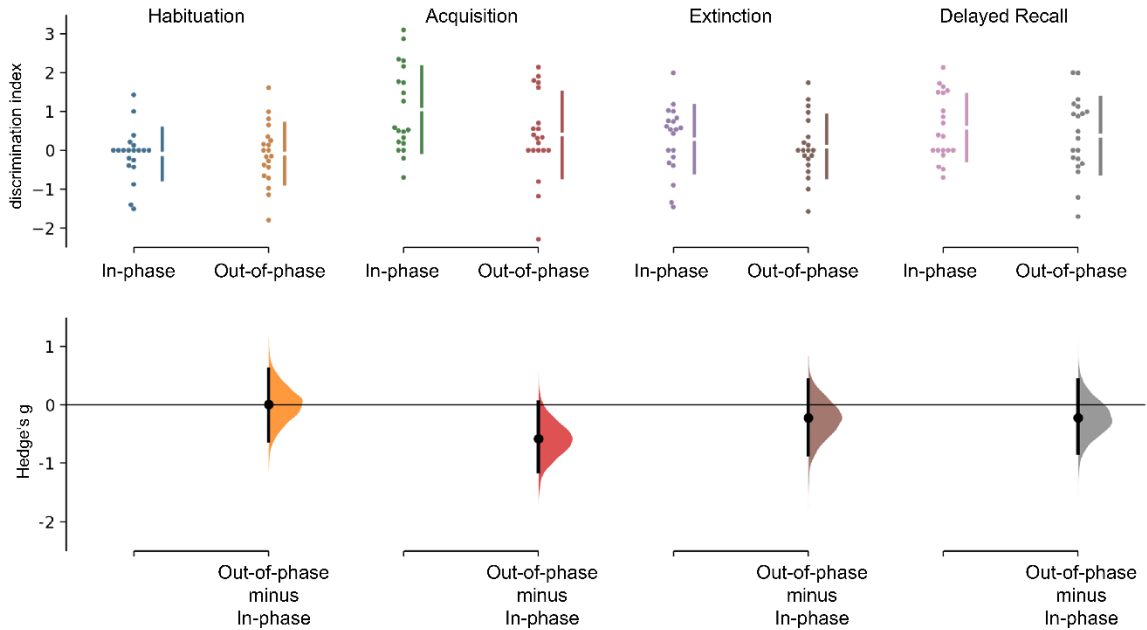 Habituation
Acquisition
Extinction
Delayed Recall
discrimination index
3
2
1
0
−1
−2
In-phase
Out-of-phase
In-phase
Out-of-phase
In-phase
Out-of-phase
In-phase
Out-of-phase
Hedge's g
1
0
-1
-2
Out-of-phase
minus
In-phase
Out-of-phase
minus
In-phase
Out-of-phase
minus
In-phase
Out-of-phase
minus
In-phase